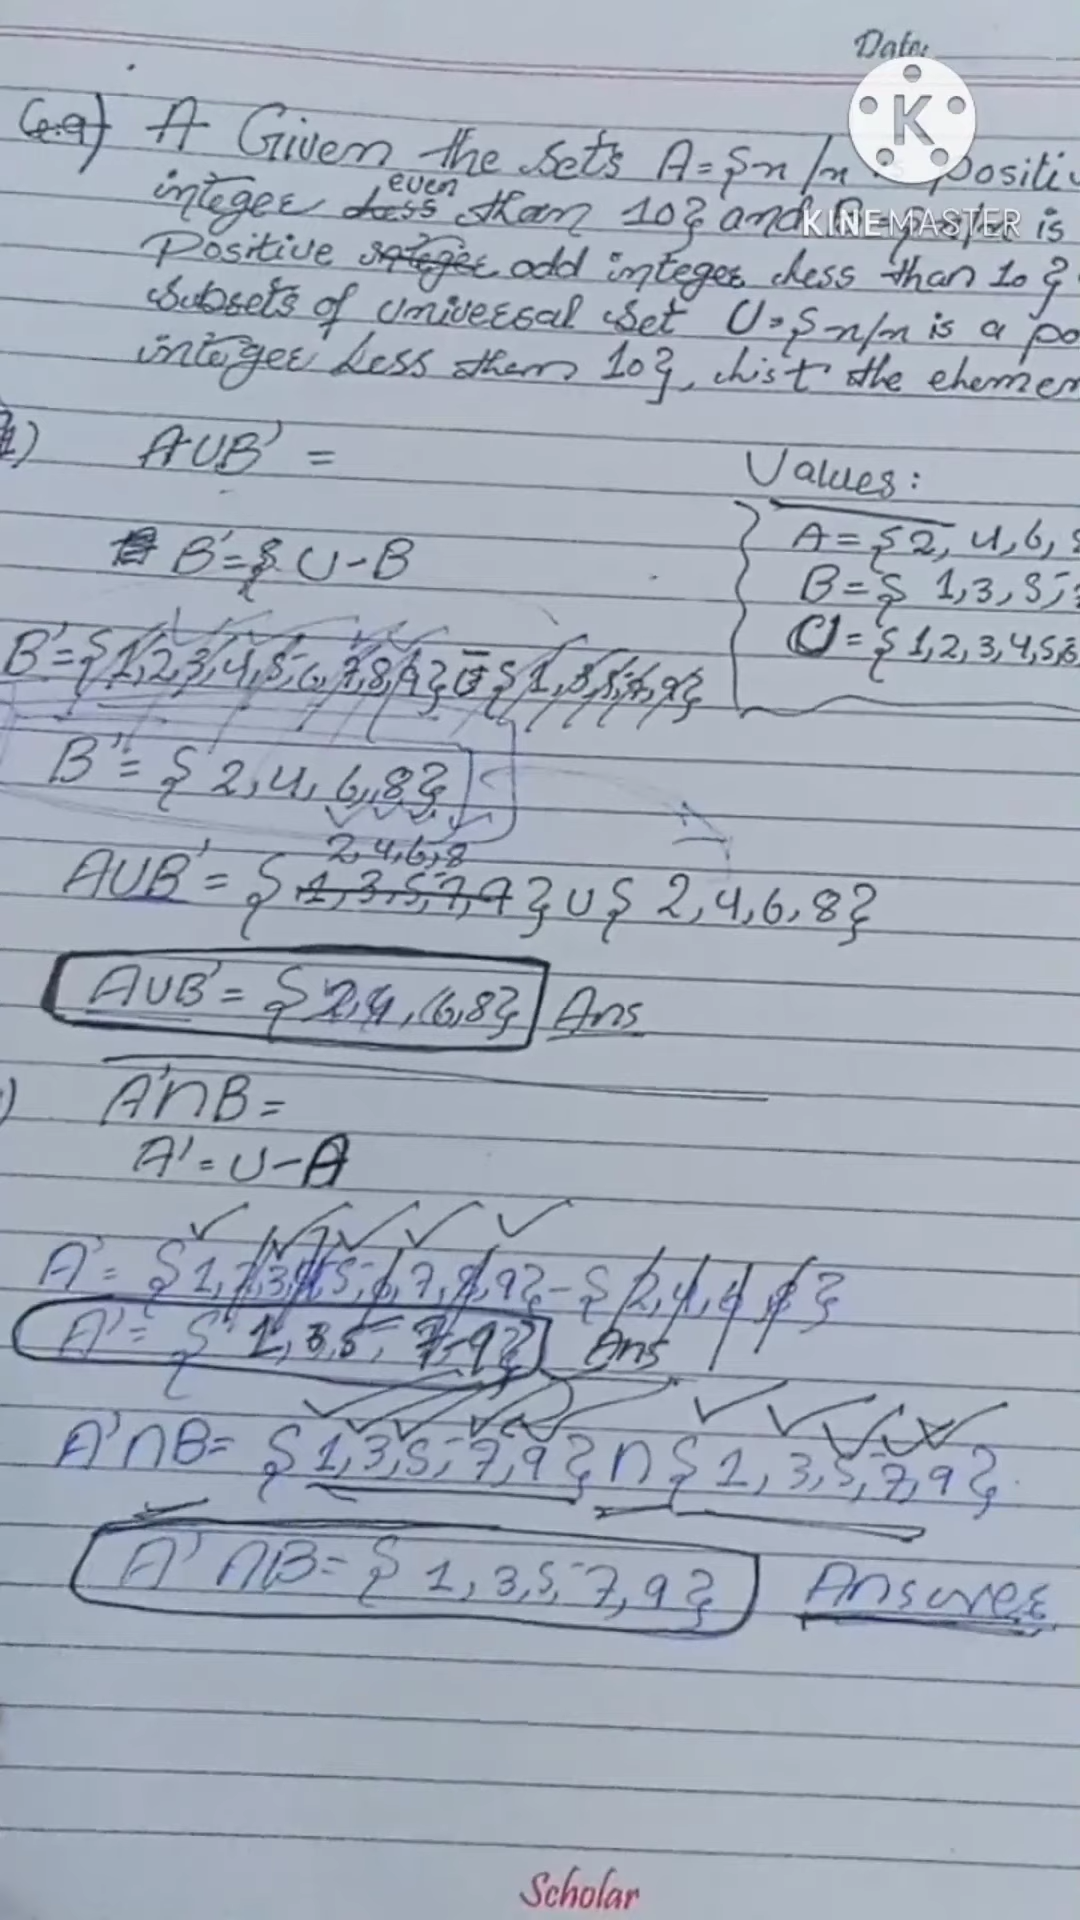 Date:
K
KINEMASTER
Q.9) A Given the sets A = {n/n is positi
even
integer less than 10} and is
Positive integer odd integer less than 10}
subsets of universal set U = {n/n is a po
integer Less them 10}, list the elemen
1) A∪B' =
Values:
A = {2, 4, 6,
B = { 1, 3, 5,
U = {1, 2, 3, 4, 5, 6
B' = { U - B
B' = {1, 2, 3, 4, 5, 6, 7, 8, 9} - {1, 3, 5, 7, 9}
B' = { 2, 4, 6, 8}
2, 4, 6, 8
A∪B' = { 1, 3, 5, 7, 9 } ∪ { 2, 4, 6, 8}
A∪B' = { 2, 4, 6, 8} Ans
) A'∩B =
A' = U - A
A' = { 1, 2, 3, 4, 5, 6, 7, 8, 9} - { 2, 4, 6, 8 }
A' = { 1, 3, 5, 7, 9} Ans
A'∩B = { 1, 3, 5, 7, 9 } ∩ { 1, 3, 5, 7, 9 }
A'∩B = { 1, 3, 5, 7, 9 } Answer
Scholar